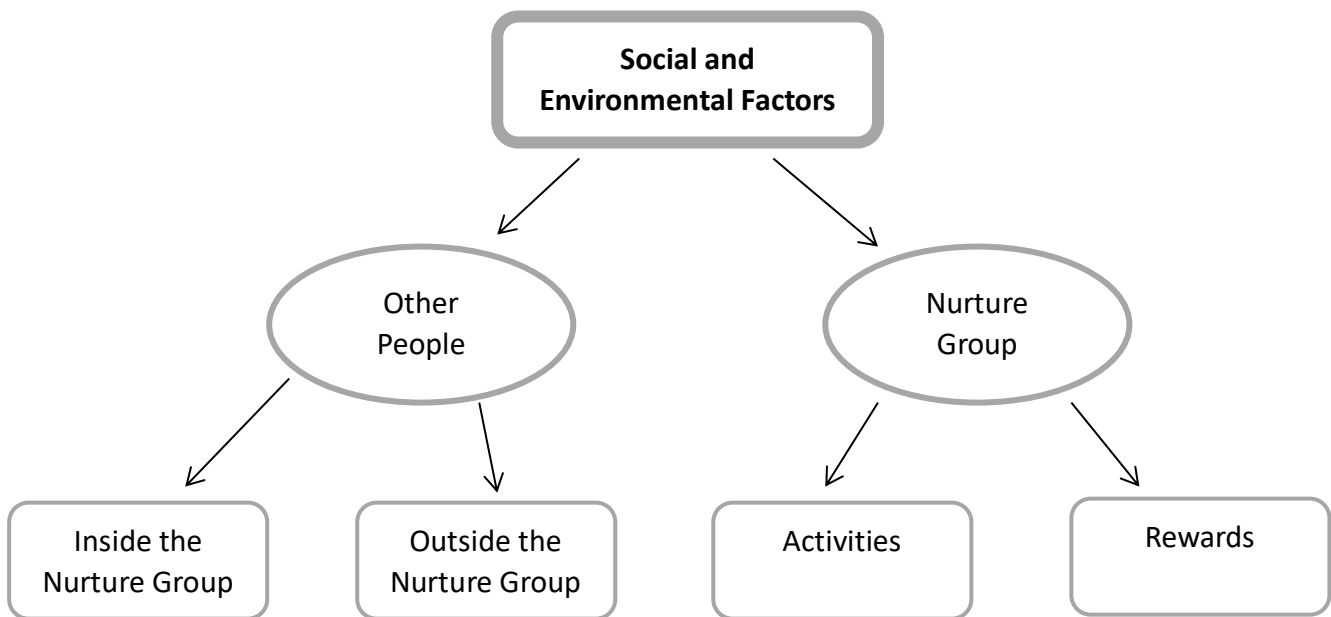 Social and
Environmental Factors
Other
People
Nurture
Group
Inside the
Nurture Group
Outside the
Nurture Group
Activities
Rewards